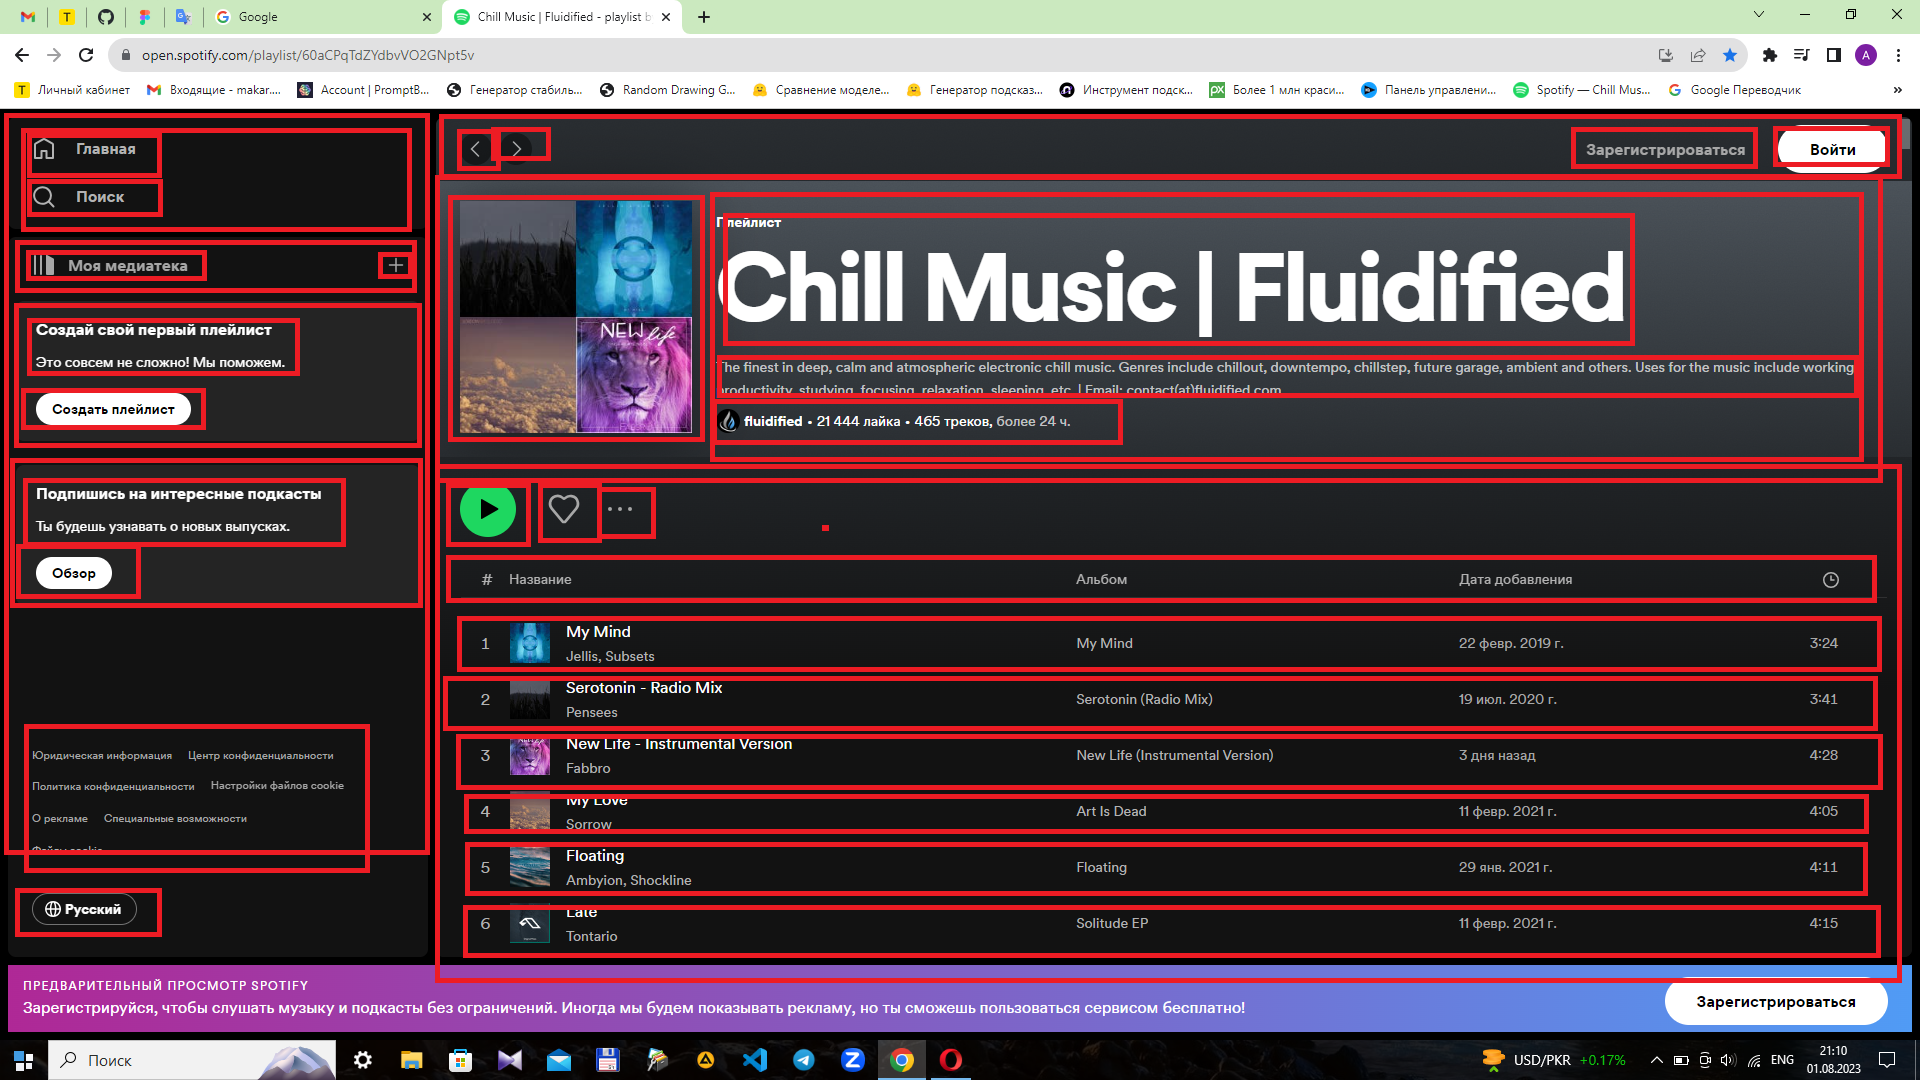 Google
Chill Music | Fluidified - playlist b
open.spotify.com/playlist/60aCPqTdZYdbvVO2GNpt5v
A
T Личный кабинет
Входящие - makar....
Account | PromptB...
Генератор стабиль...
Random Drawing G...
Сравнение моделе...
Генератор подсказ...
Инструмент подск...
Более 1 млн краси...
Панель управлени...
Spotify — Chill Mus...
Google Переводчик
»
Главная
Поиск
Моя медиатека
Создай свой первый плейлист
Это совсем не сложно! Мы поможем.
Создать плейлист
Подпишись на интересные подкасты
Ты будешь узнавать о новых выпусках.
Обзор
Юридическая информация Центр конфиденциальности
Политика конфиденциальности Настройки файлов cookie
О рекламе Специальные возможности
Файлы cookie
Русский
Зарегистрироваться
Войти
NEW life
Плейлист
Chill Music | Fluidified
The finest in deep, calm and atmospheric electronic chill music. Genres include chillout, downtempo, chillstep, future garage, ambient and others. Uses for the music include working
productivity, studying, focusing, relaxation, sleeping, etc. | Email: contact(at)fluidified.com
fluidified • 21 444 лайка • 465 треков, более 24 ч.
# Название Альбом Дата добавления
1 My Mind My Mind 22 февр. 2019 г. 3:24
Jellis, Subsets
2 Serotonin - Radio Mix Serotonin (Radio Mix) 19 июл. 2020 г. 3:41
Pensees
3 New Life - Instrumental Version New Life (Instrumental Version) 3 дня назад 4:28
Fabbro
4 My Love Art Is Dead 11 февр. 2021 г. 4:05
Sorrow
5 Floating Floating 29 янв. 2021 г. 4:11
Ambyion, Shockline
6 Late Solitude EP 11 февр. 2021 г. 4:15
Tontario
ПРЕДВАРИТЕЛЬНЫЙ ПРОСМОТР SPOTIFY
Зарегистрируйся, чтобы слушать музыку и подкасты без ограничений. Иногда мы будем показывать рекламу, но ты сможешь пользоваться сервисом бесплатно!
Зарегистрироваться
Поиск
USD/PKR +0.17%
ENG
21:10
01.08.2023